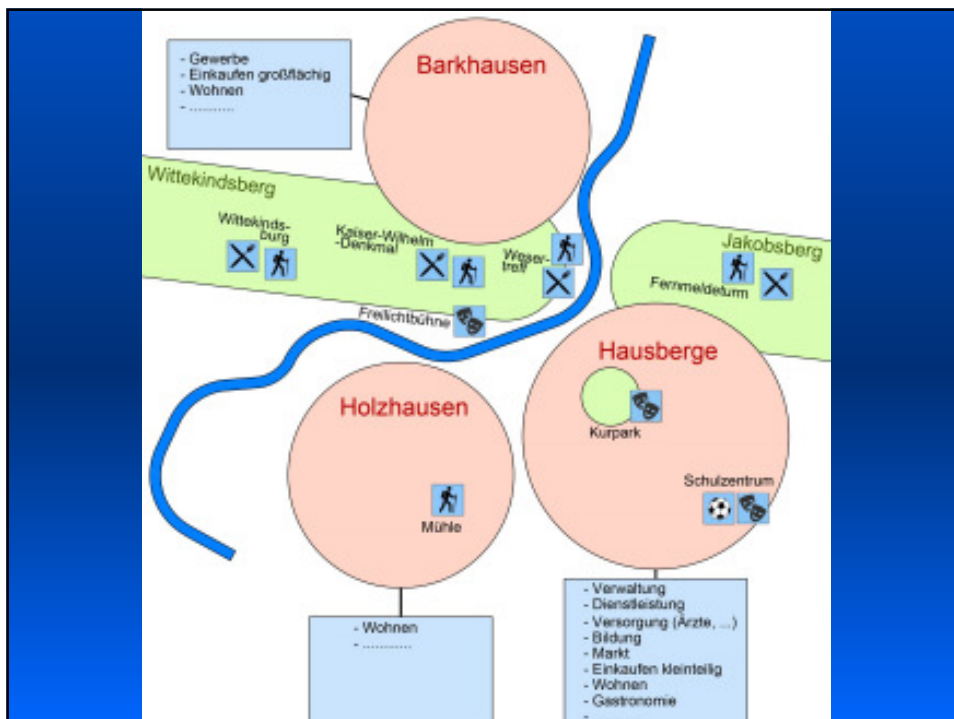 - Gewerbe
- Einkaufen großflächig
- Wohnen
- ...........
Barkhausen
Wittekindsberg
Wittekinds-
burg
Kaiser-Wilhelm
-Denkmal
Weser-
treff
Freilichtbühne
Jakobsberg
Fernmeldeturm
Hausberge
Kurpark
Schulzentrum
Holzhausen
Mühle
- Wohnen
- ...........
- Verwaltung
- Dienstleistung
- Versorgung (Ärzte, ...)
- Bildung
- Markt
- Einkaufen kleinteilig
- Wohnen
- Gastronomie
-